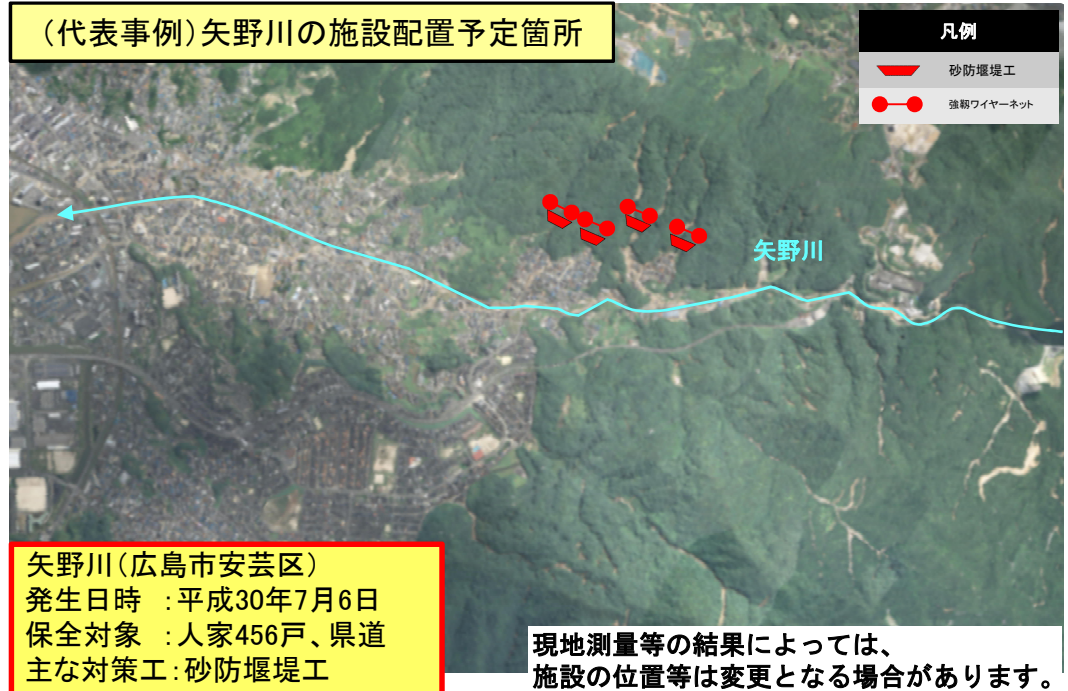 (代表事例)矢野川の施設配置予定箇所
凡例
砂防堰堤工
強靱ワイヤーネット
矢野川
矢野川(広島市安芸区)
発生日時 :平成30年7月6日
保全対象 :人家456戸、県道
主な対策工:砂防堰堤工
現地測量等の結果によっては、
施設の位置等は変更となる場合があります。